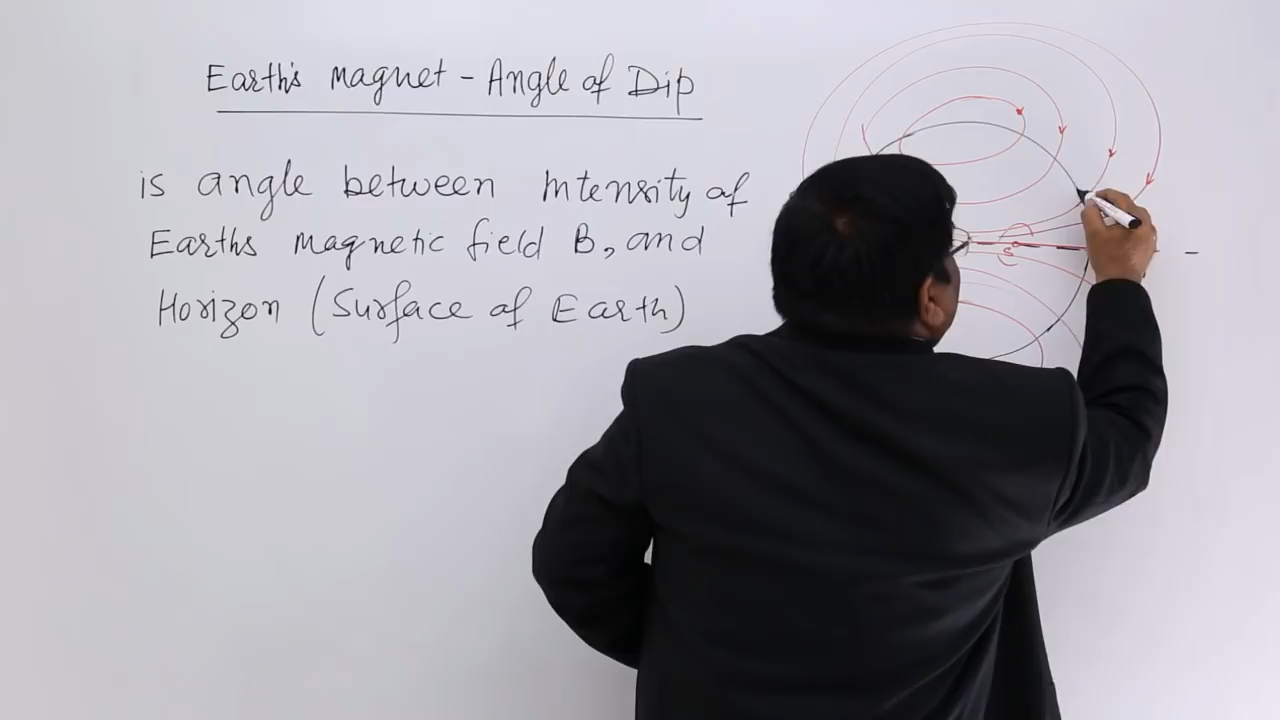 Earth's magnet - Angle of Dip
is angle between Intensity of
Earths magnetic field B, and
Horizon (Surface of Earth)
S